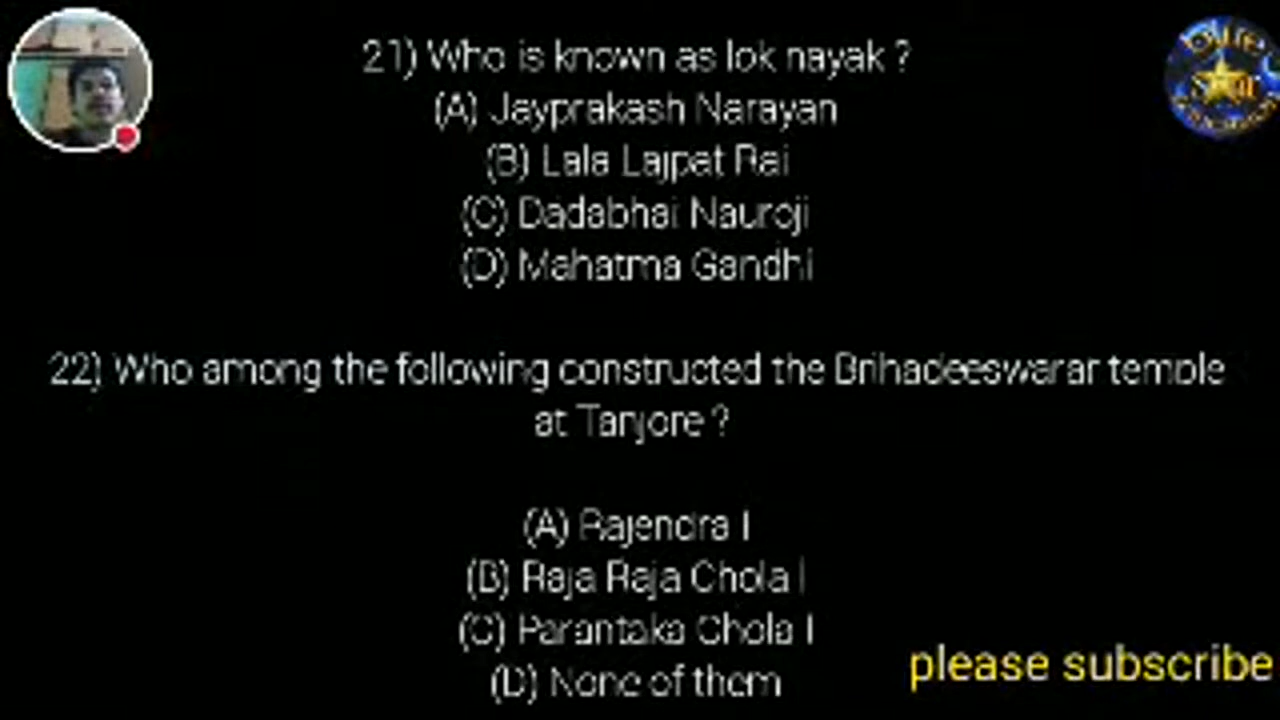 21) Who is known as lok nayak ?
(A) Jayprakash Narayan
(B) Lala Lajpat Rai
(C) Dadabhai Nauroji
(D) Mahatma Gandhi
22) Who among the following constructed the Brihadeeswarar temple
at Tanjore ?
(A) Rajendra I
(B) Raja Raja Chola I
(C) Parantaka Chola I
(D) None of them
please subscribe